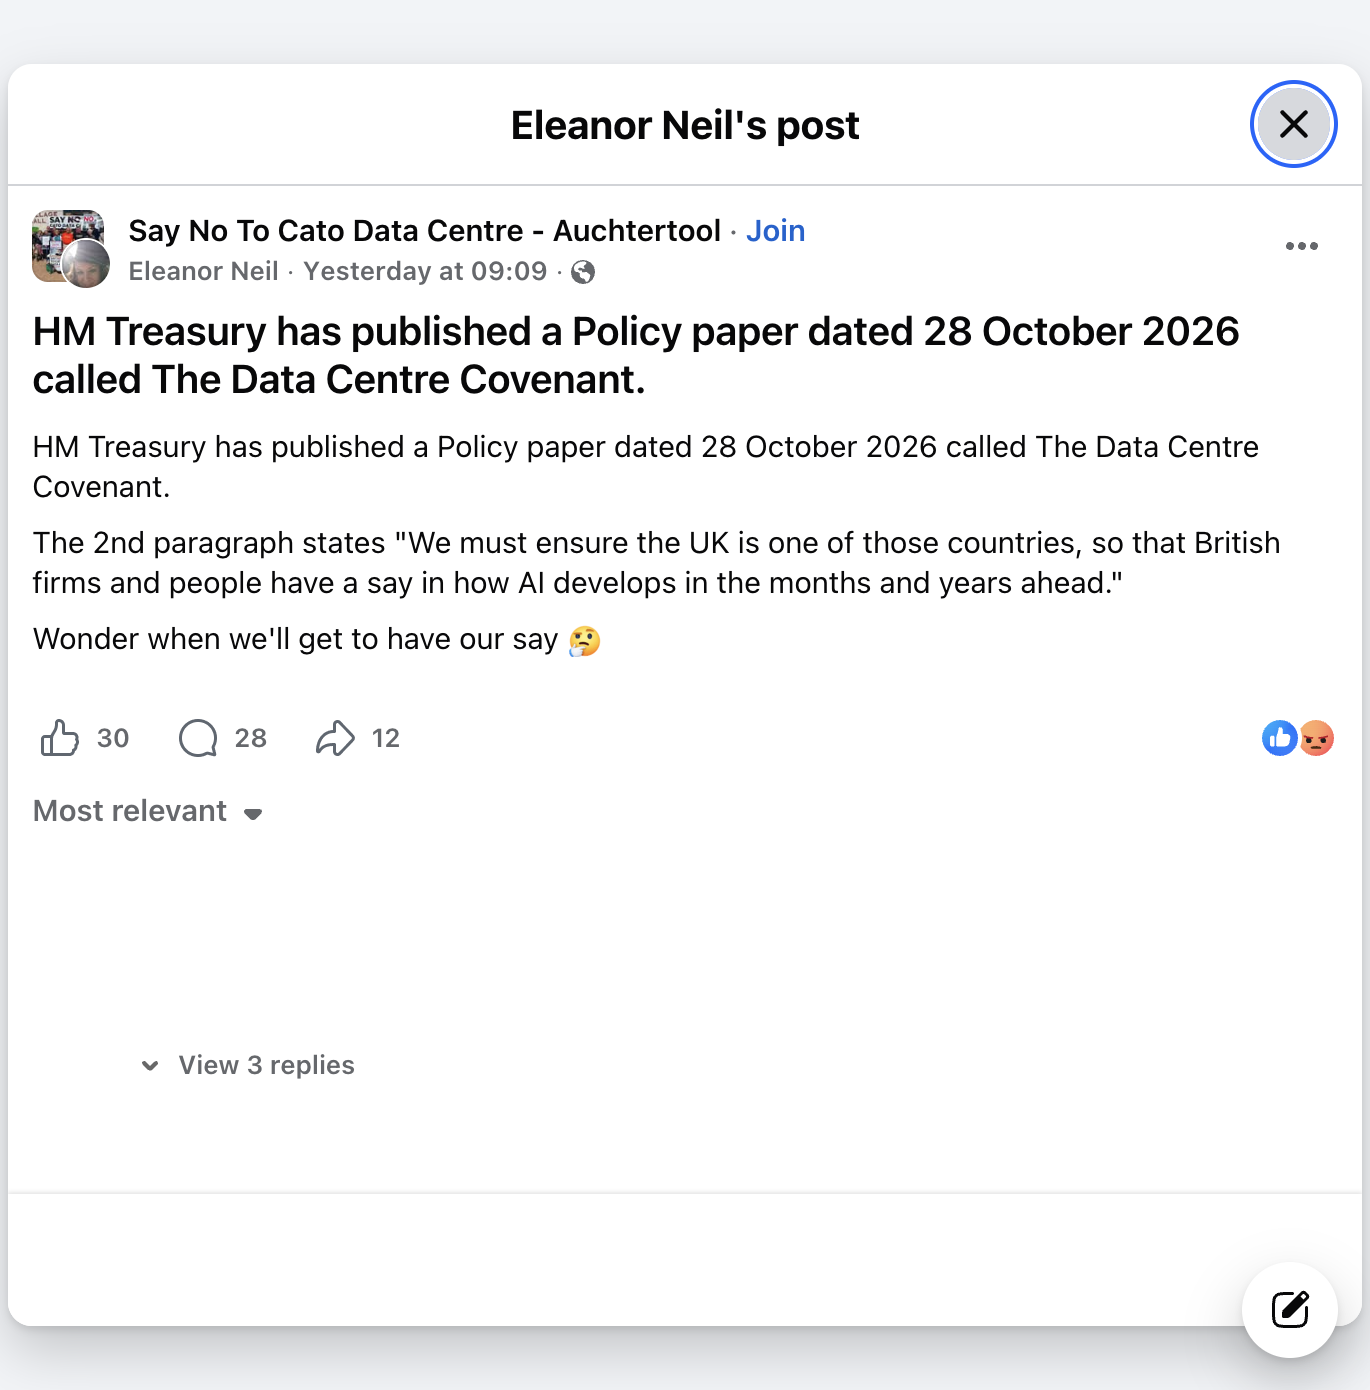 Eleanor Neil's post
SAY NO
Say No To Cato Data Centre - Auchtertool · Join
Eleanor Neil · Yesterday at 09:09 ·
HM Treasury has published a Policy paper dated 28 October 2026
called The Data Centre Covenant.
HM Treasury has published a Policy paper dated 28 October 2026 called The Data Centre
Covenant.
The 2nd paragraph states "We must ensure the UK is one of those countries, so that British
firms and people have a say in how AI develops in the months and years ahead."
Wonder when we'll get to have our say 🤔
30 28 12
Most relevant
View 3 replies